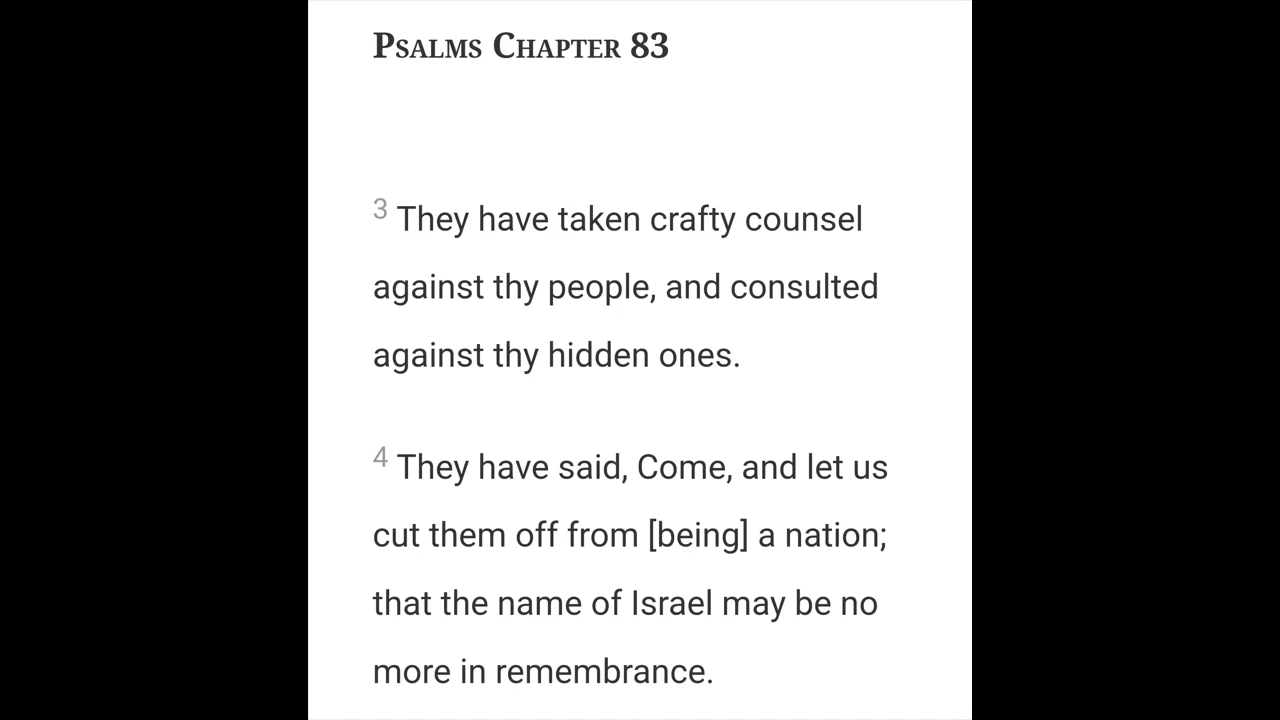 Psalms Chapter 83
3 They have taken crafty counsel
against thy people, and consulted
against thy hidden ones.
4 They have said, Come, and let us
cut them off from [being] a nation;
that the name of Israel may be no
more in remembrance.